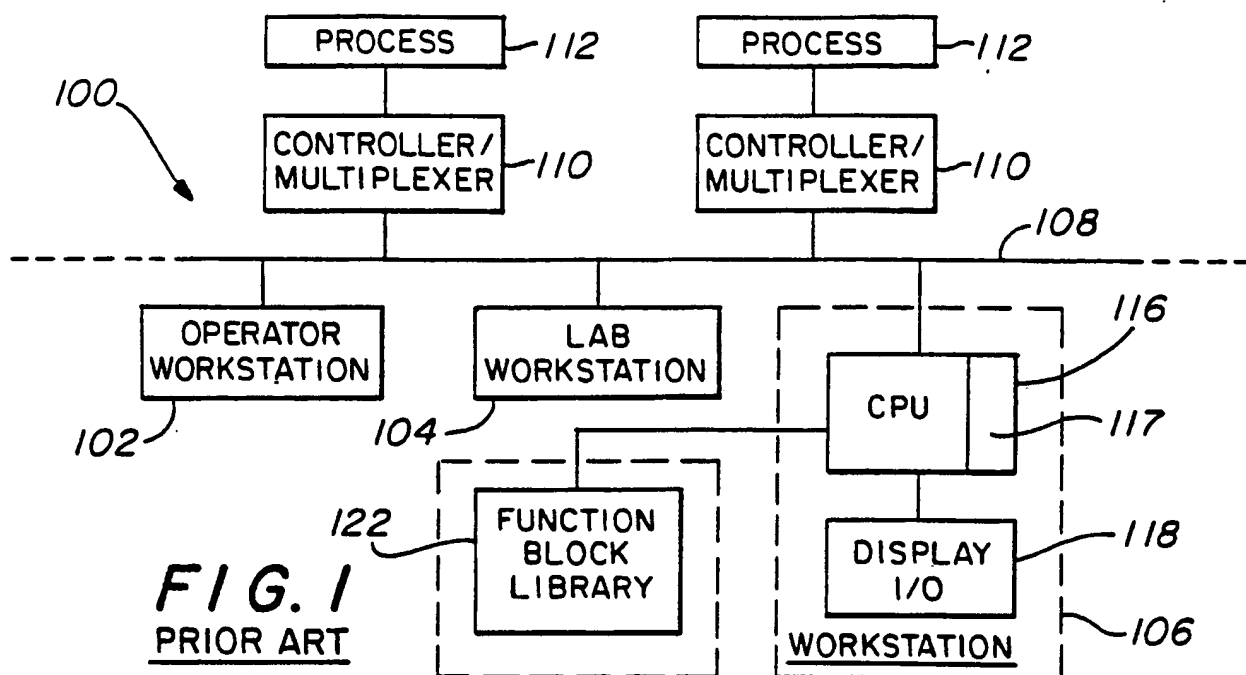 PROCESS
112
PROCESS
112
100
CONTROLLER/
MULTIPLEXER
110
CONTROLLER/
MULTIPLEXER
110
108
OPERATOR
WORKSTATION
102
LAB
WORKSTATION
104
116
CPU
117
122
FUNCTION
BLOCK
LIBRARY
DISPLAY
I/O
118
106
WORKSTATION
FIG. 1
PRIOR ART